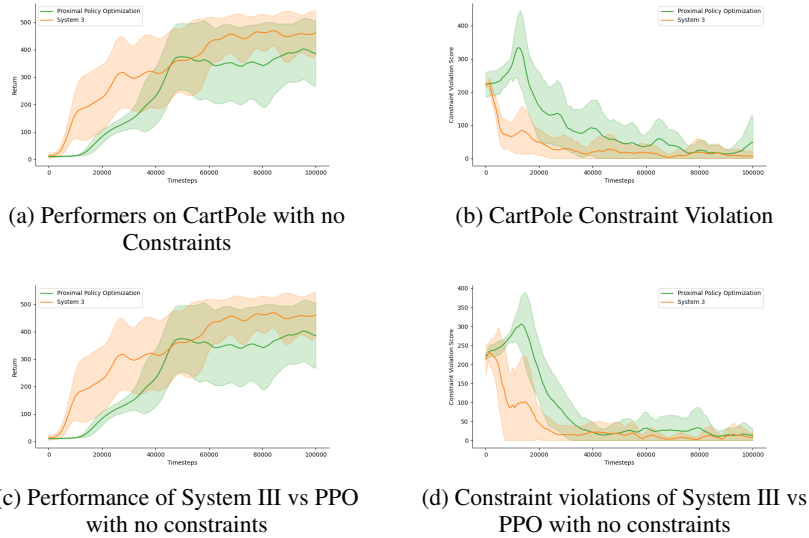 Proximal Policy Optimization
System 3
500
400
300
200
100
0
Return
0 20000 40000 60000 80000 100000
Timesteps
(a) Performers on CartPole with no
Constraints
Proximal Policy Optimization
System 3
400
300
200
100
0
Constraint Violation Score
0 20000 40000 60000 80000 100000
Timesteps
(b) CartPole Constraint Violation
Proximal Policy Optimization
System 3
500
400
300
200
100
0
Return
0 20000 40000 60000 80000 100000
Timesteps
(c) Performance of System III vs PPO
with no constraints
Proximal Policy Optimization
System 3
400
350
300
250
200
150
100
50
0
Constraint Violation Score
0 20000 40000 60000 80000 100000
Timesteps
(d) Constraint violations of System III vs
PPO with no constraints